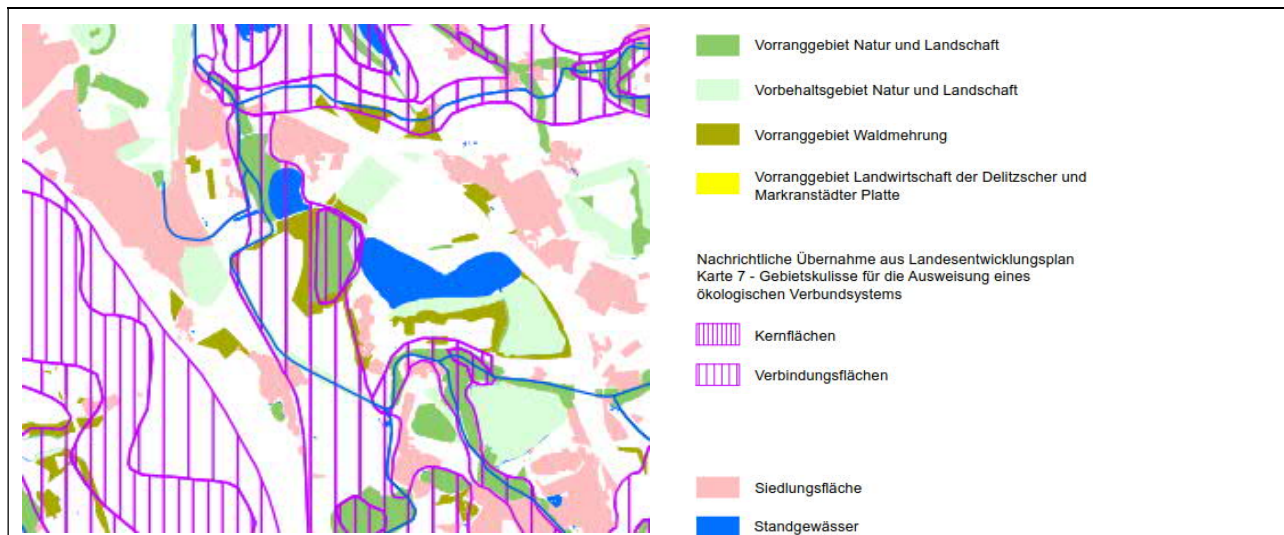 Vorranggebiet Natur und Landschaft
Vorbehaltsgebiet Natur und Landschaft
Vorranggebiet Waldmehrung
Vorranggebiet Landwirtschaft der Delitzscher und
Markranstädter Platte
Nachrichtliche Übernahme aus Landesentwicklungsplan
Karte 7 - Gebietskulisse für die Ausweisung eines
ökologischen Verbundsystems
Kernflächen
Verbindungsflächen
Siedlungsfläche
Standgewässer